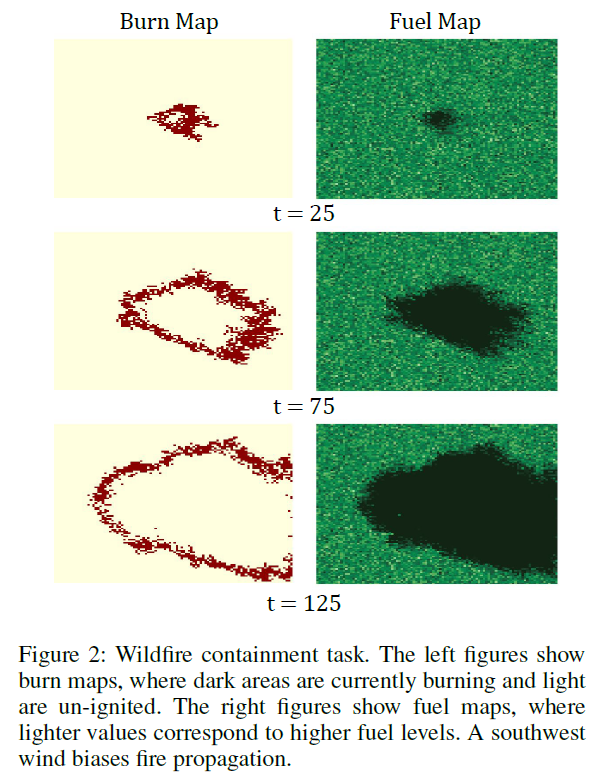 Burn Map Fuel Map
t = 25
t = 75
t = 125
Figure 2: Wildfire containment task. The left figures show
burn maps, where dark areas are currently burning and light
are un-ignited. The right figures show fuel maps, where
lighter values correspond to higher fuel levels. A southwest
wind biases fire propagation.